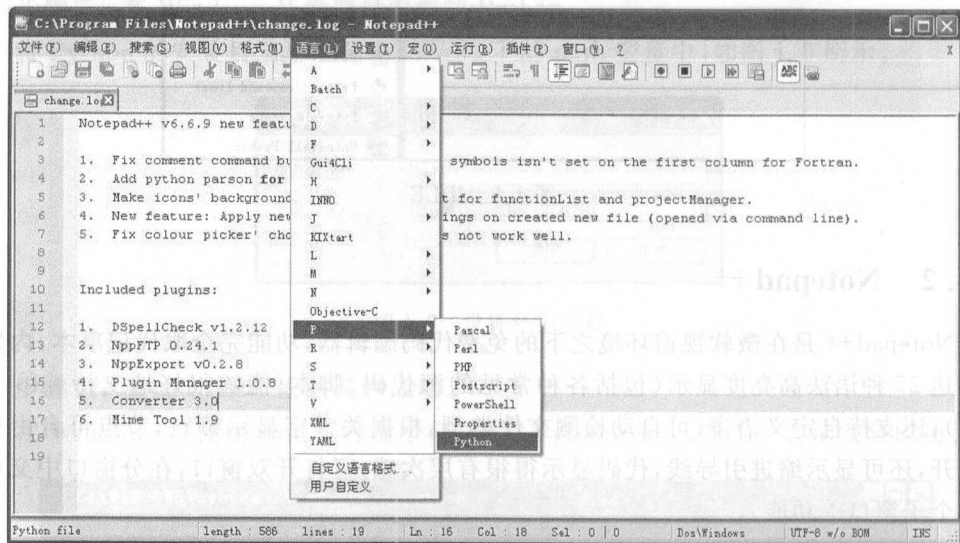 C:\Program Files\Notepad++\change.log - Notepad++
文件(F) 编辑(E) 搜索(S) 视图(V) 格式(M) 语言(L) 设置(T) 宏(O) 运行(R) 插件(P) 窗口(W) ? X
change.log
1 Notepad++ v6.6.9 new featu
2
3 1. Fix comment command bu symbols isn't set on the first column for Fortran.
4 2. Add python parson for
5 3. Make icons' background t for functionList and projectManager.
6 4. New feature: Apply new ings on created new file (opened via command line).
7 5. Fix colour picker' cho s not work well.
8
9
10 Included plugins:
11
12 1. DSpellCheck v1.2.12
13 2. NppFTP v0.24.1
14 3. NppExport v0.2.8
15 4. Plugin Manager 1.0.8
16 5. Converter 3.0
17 6. Mime Tool 1.8
18
19
A
Batch
C
D
F
Gui4Cli
H
INNO
J
KIXtart
L
M
N
Objective-C
P
R
S
T
V
XML
YAML
自定义语言格式.
用户自定义
Pascal
Perl
PHP
Postscript
PowerShell
Properties
Python
Python file length : 586 lines : 19 Ln : 16 Col : 18 Sel : 0 | 0 Dos\Windows UTF-8 w/o BOM INS